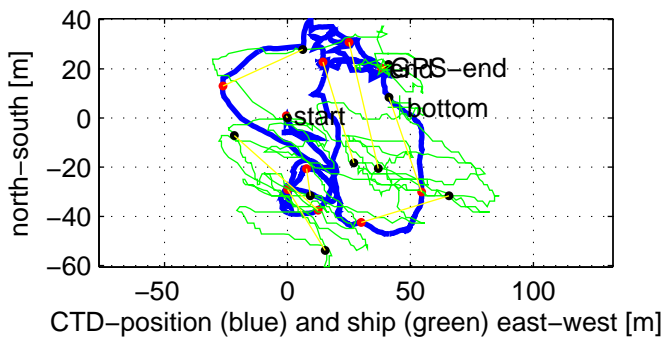 40
20
0
−20
−40
−60
north−south [m]
GPS−end
end
bottom
start
−50
0
50
100
CTD−position (blue) and ship (green) east−west [m]